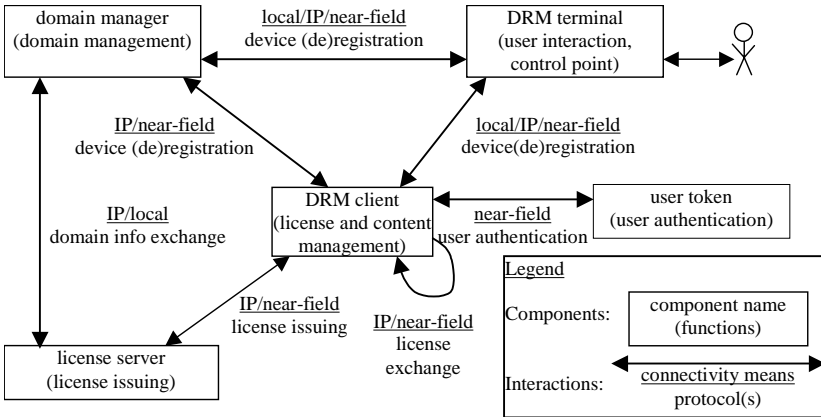 domain manager
(domain management)
local/IP/near-field
device (de)registration
DRM terminal
(user interaction,
control point)
IP/near-field
device (de)registration
local/IP/near-field
device(de)registration
IP/local
domain info exchange
DRM client
(license and content
management)
near-field
user authentication
user token
(user authentication)
IP/near-field
license issuing
IP/near-field
license
exchange
license server
(license issuing)
Legend
Components:
component name
(functions)
Interactions:
connectivity means
protocol(s)